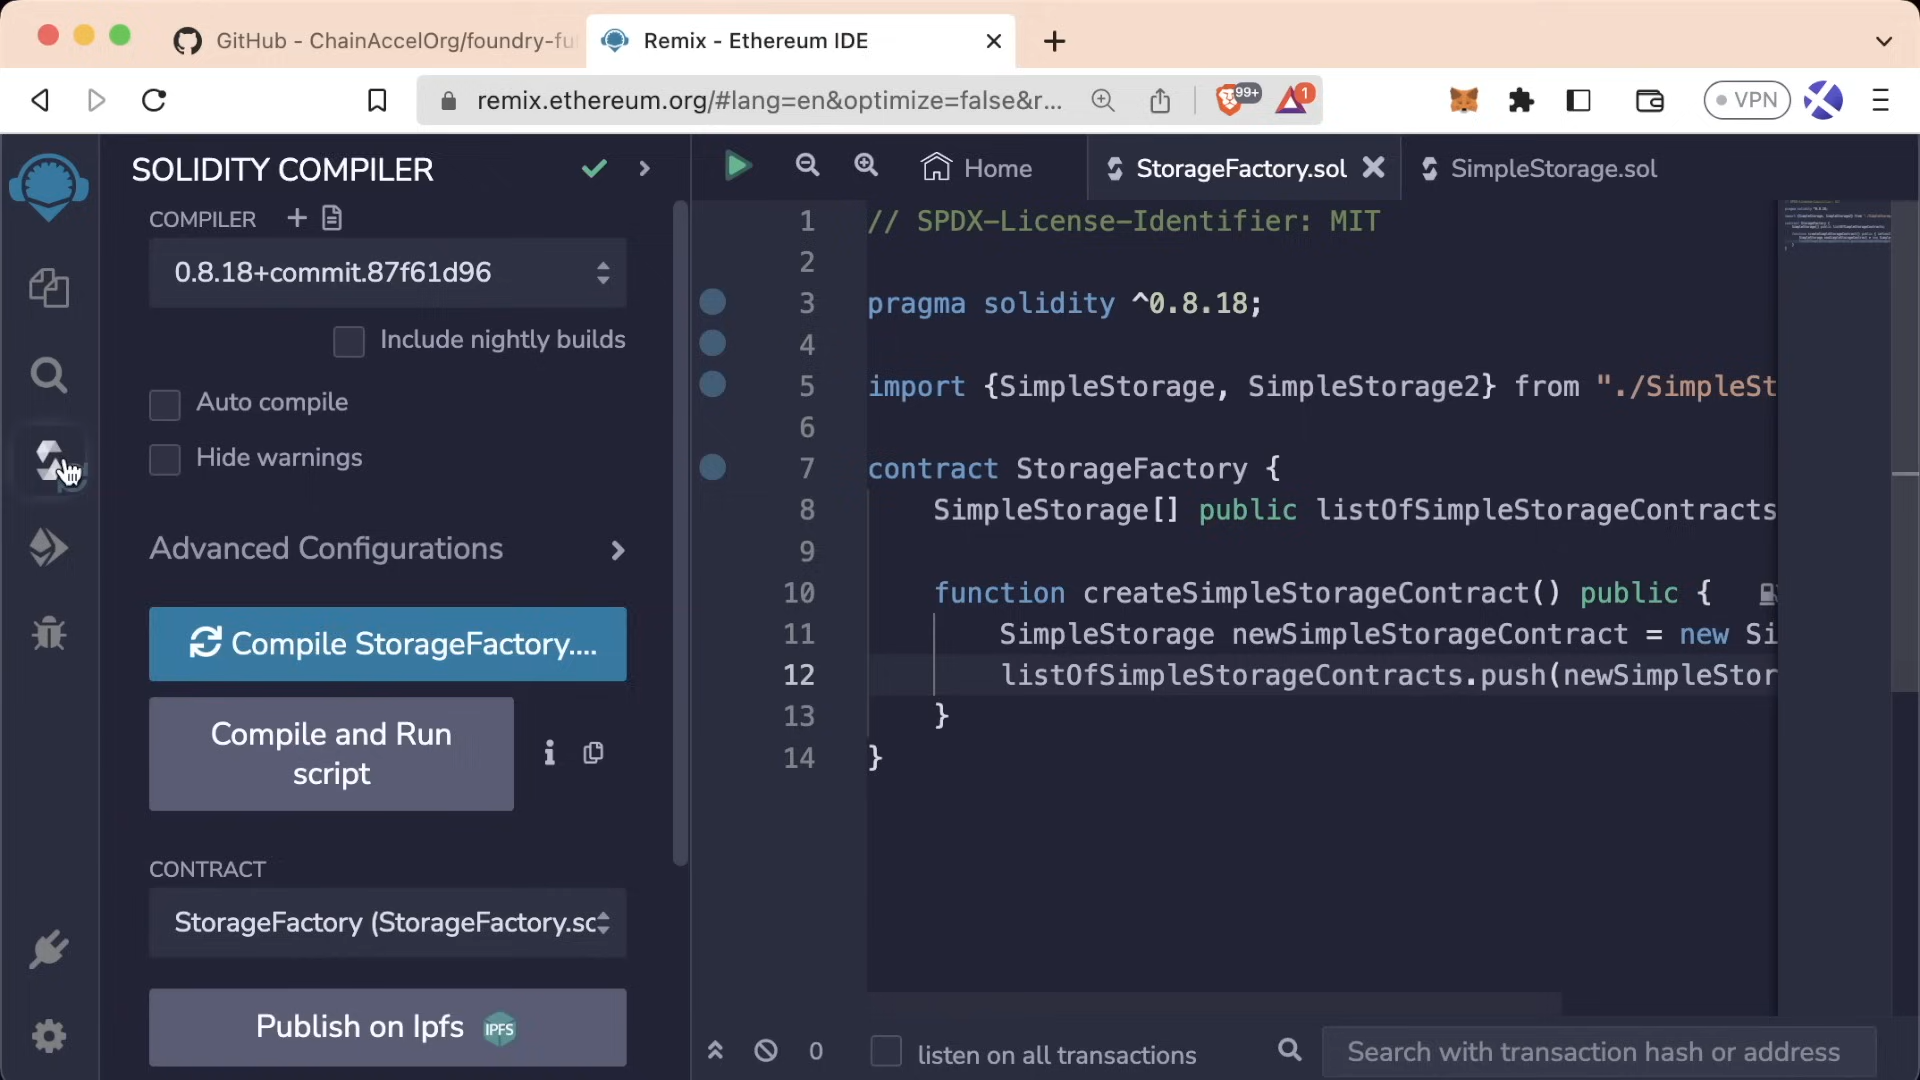 GitHub - ChainAccelOrg/foundry-fu
Remix - Ethereum IDE
remix.ethereum.org/#lang=en&optimize=false&r...
99+
1
VPN
SOLIDITY COMPILER
COMPILER
0.8.18+commit.87f61d96
Include nightly builds
Auto compile
Hide warnings
Advanced Configurations
Compile StorageFactory....
Compile and Run
script
CONTRACT
StorageFactory (StorageFactory.sc
Publish on Ipfs
IPFS
Home
StorageFactory.sol
SimpleStorage.sol
1 // SPDX-License-Identifier: MIT
2
3 pragma solidity ^0.8.18;
4
5 import {SimpleStorage, SimpleStorage2} from "./SimpleSt
6
7 contract StorageFactory {
8 SimpleStorage[] public listOfSimpleStorageContracts
9
10 function createSimpleStorageContract() public {
11 SimpleStorage newSimpleStorageContract = new Si
12 listOfSimpleStorageContracts.push(newSimpleStor
13 }
14 }
0
listen on all transactions
Search with transaction hash or address